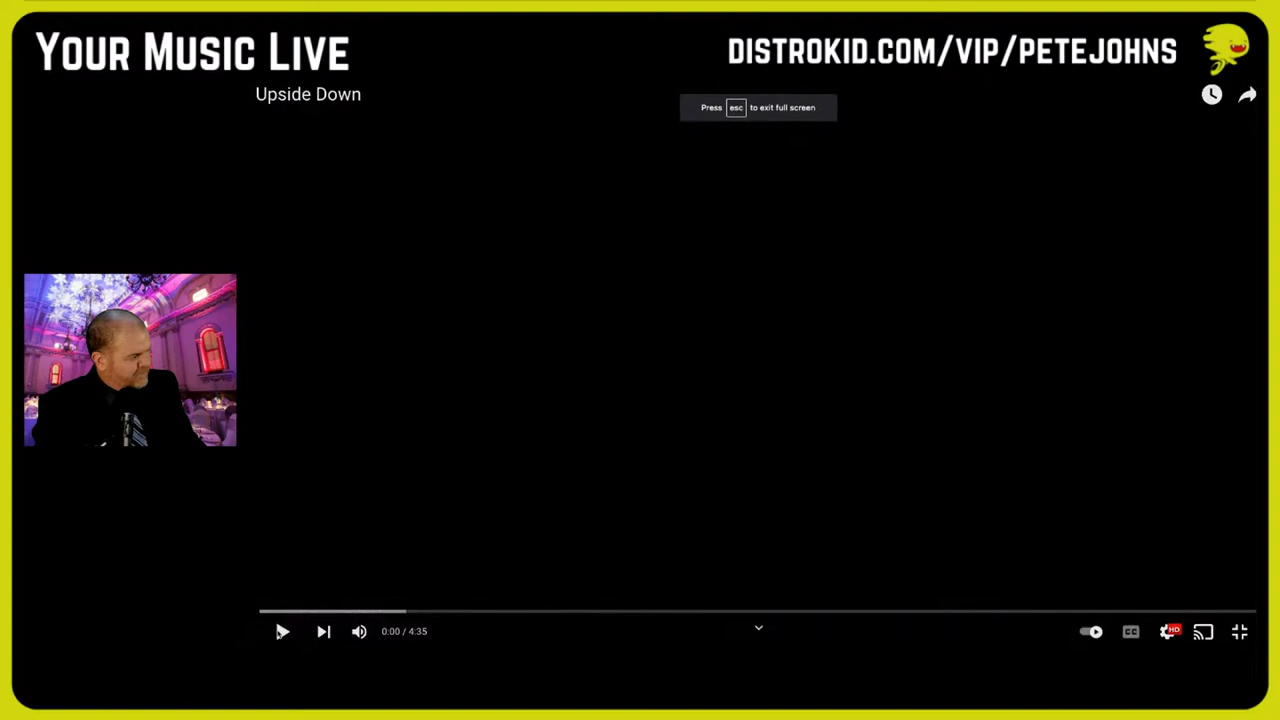 Your Music Live
DISTROKID.COM/VIP/PETEJOHNS
Upside Down
Press esc to exit full screen
0:00 / 4:35
CC
HD